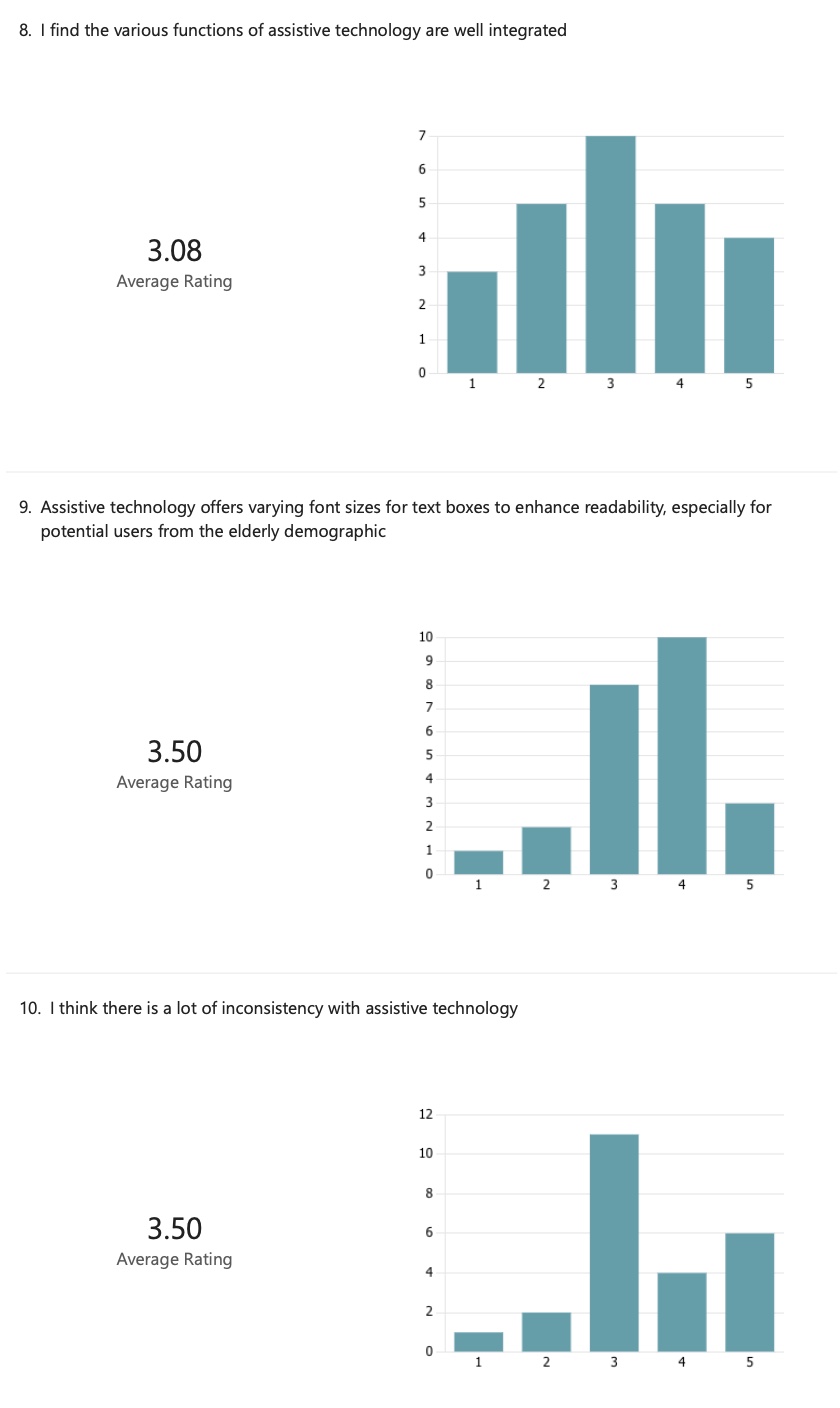 8. I find the various functions of assistive technology are well integrated
3.08
Average Rating
7
6
5
4
3
2
1
0
1 2 3 4 5
9. Assistive technology offers varying font sizes for text boxes to enhance readability, especially for
potential users from the elderly demographic
3.50
Average Rating
10
9
8
7
6
5
4
3
2
1
0
1 2 3 4 5
10. I think there is a lot of inconsistency with assistive technology
3.50
Average Rating
12
10
8
6
4
2
0
1 2 3 4 5